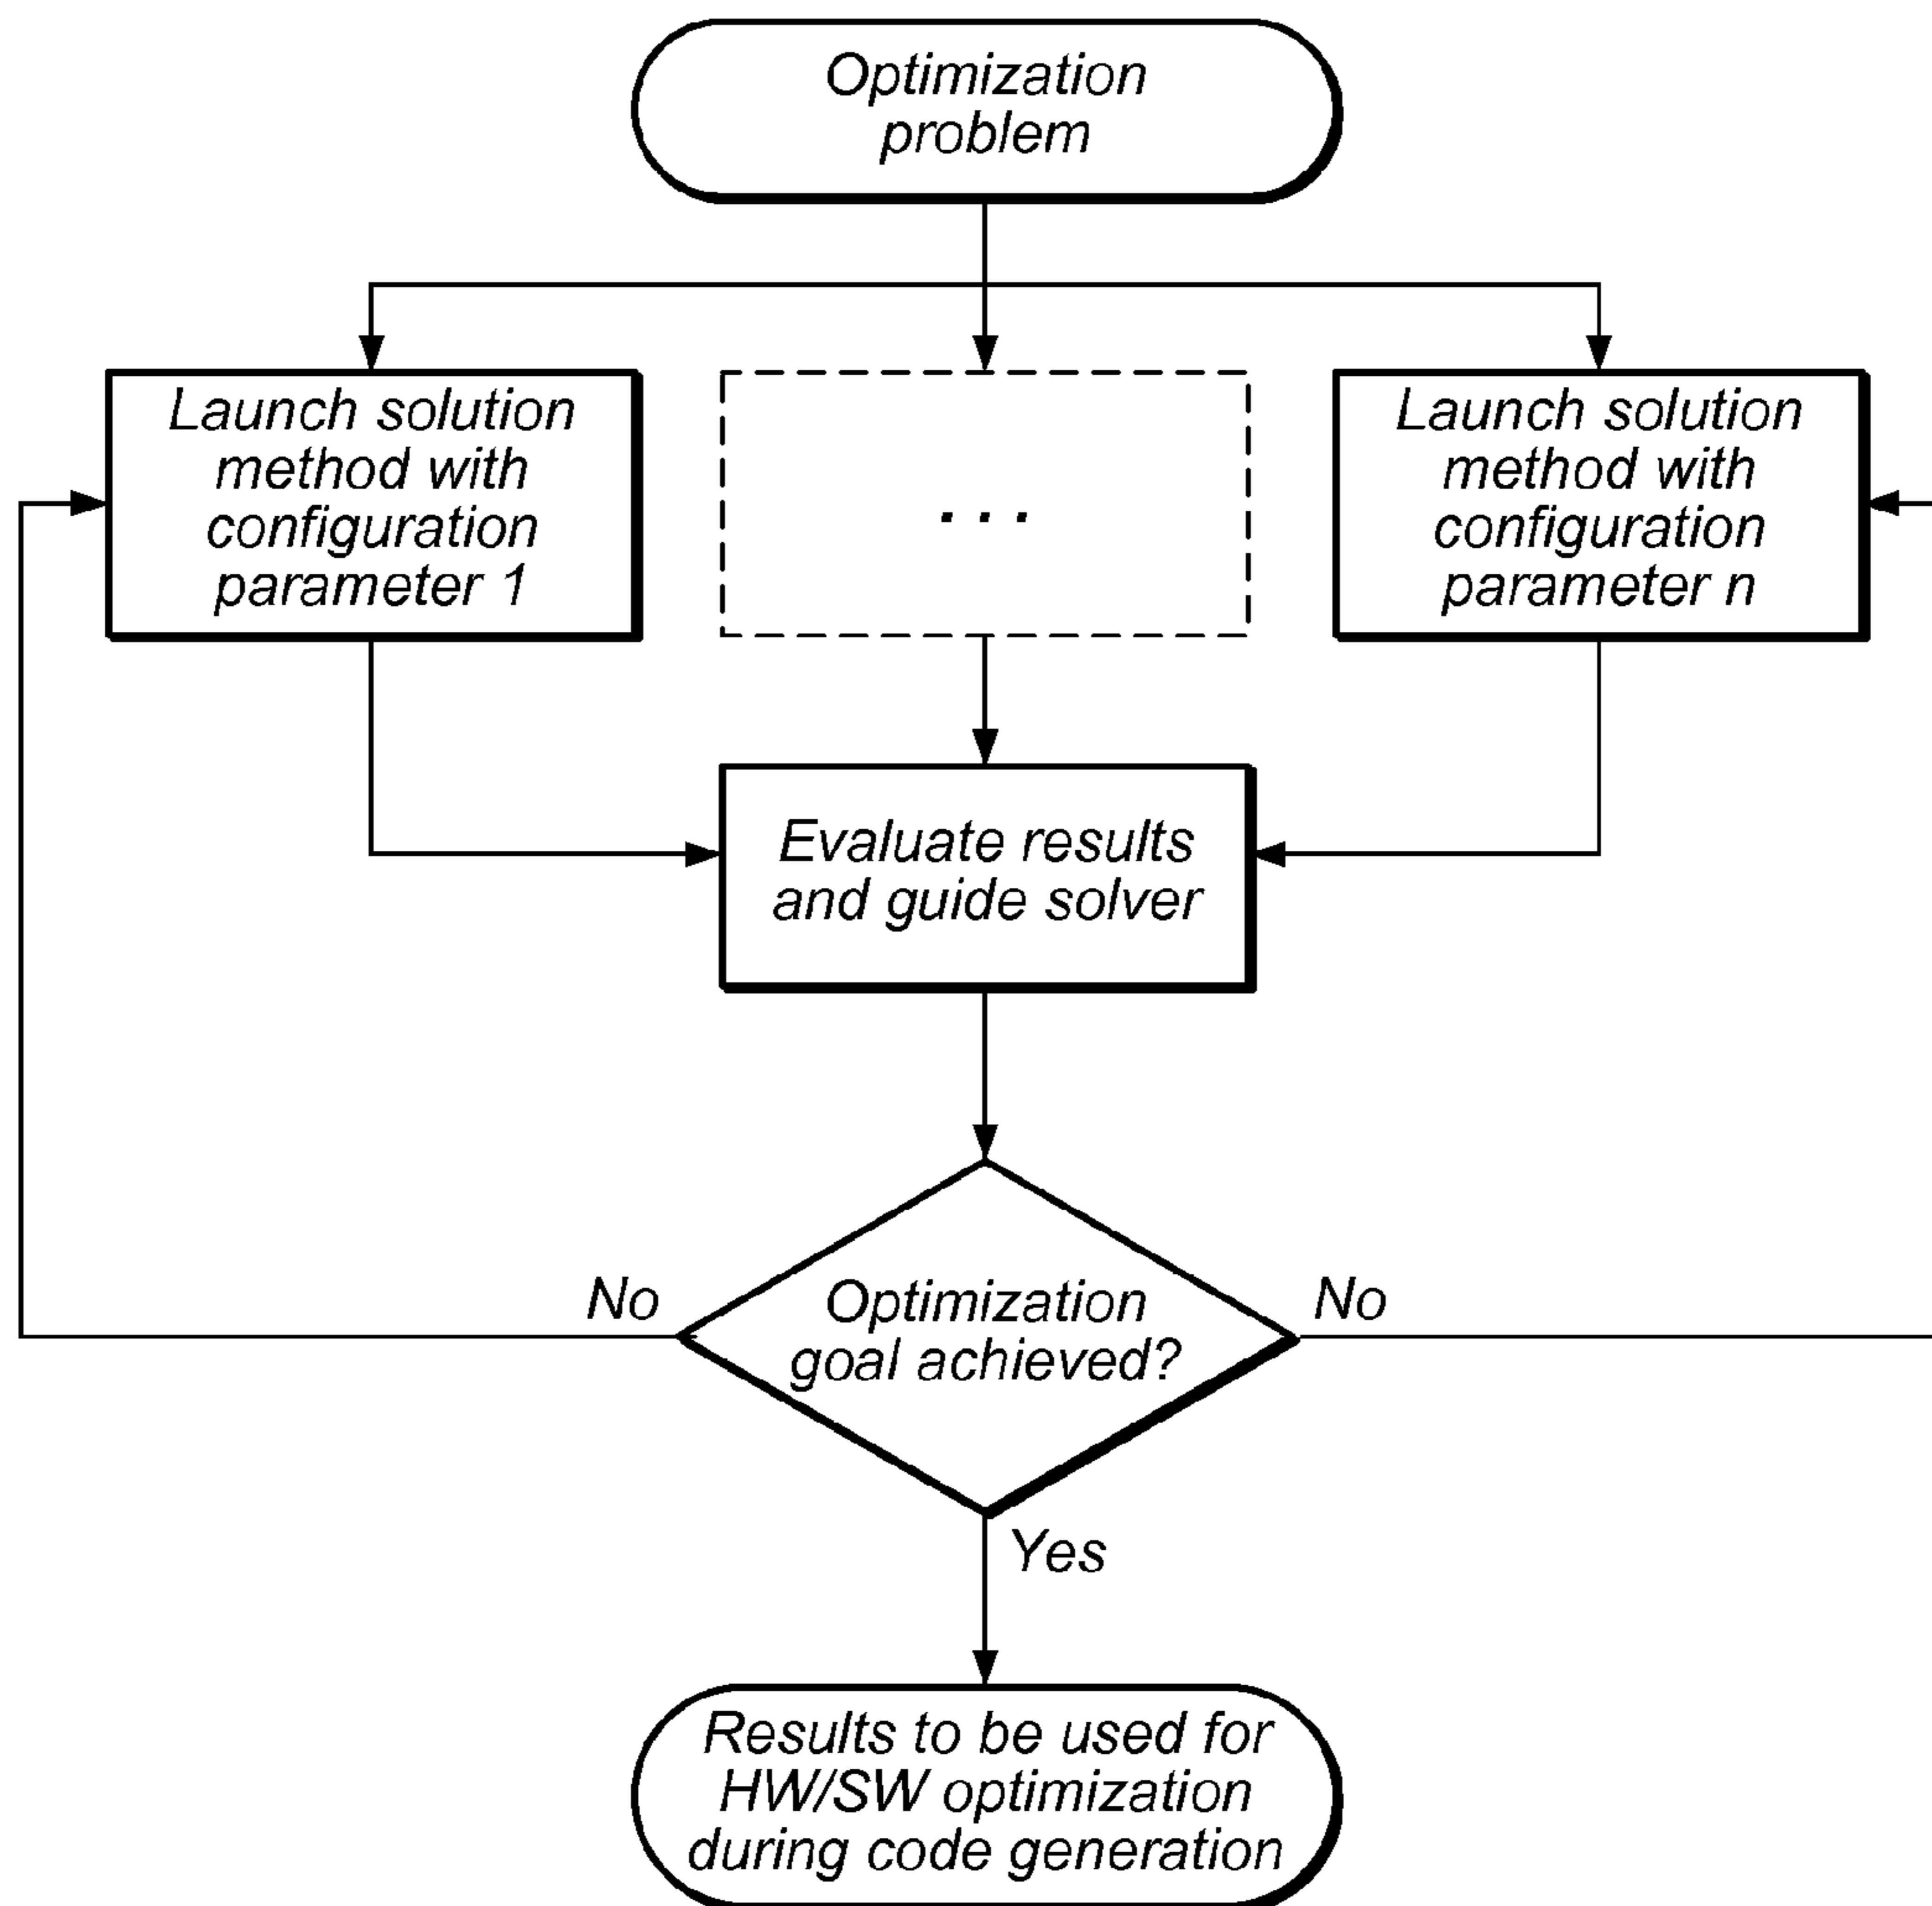 Optimization
problem
Launch solution
method with
configuration
parameter 1
. . .
Launch solution
method with
configuration
parameter n
Evaluate results
and guide solver
No
Optimization
goal achieved?
No
Yes
Results to be used for
HW/SW optimization
during code generation